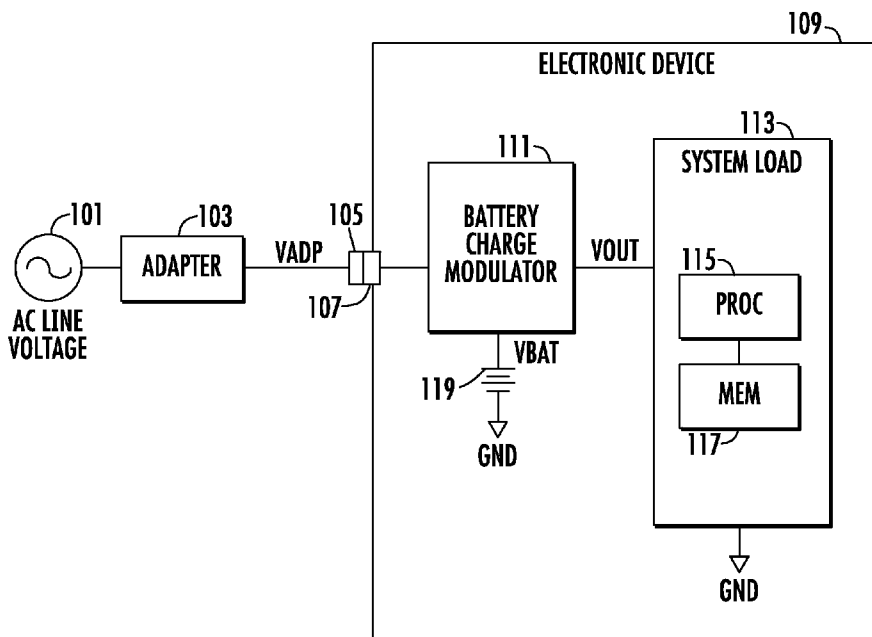 109
ELECTRONIC DEVICE
113
SYSTEM LOAD
111
BATTERY
CHARGE
MODULATOR
101
103
ADAPTER
VADP
105
107
VOUT
115
PROC
AC LINE
VOLTAGE
VBAT
119
GND
MEM
117
GND